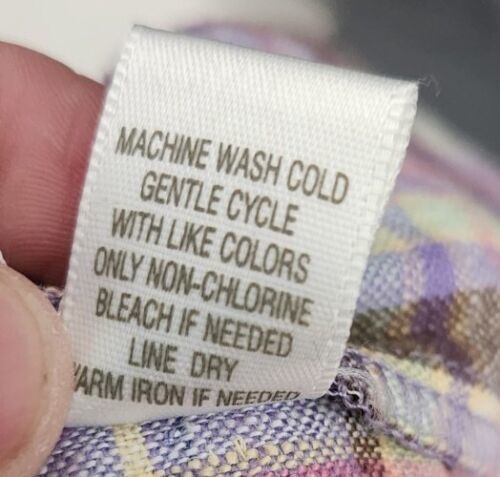 MACHINE WASH COLD
GENTLE CYCLE
WITH LIKE COLORS
ONLY NON-CHLORINE
BLEACH IF NEEDED
LINE DRY
WARM IRON IF NEEDED